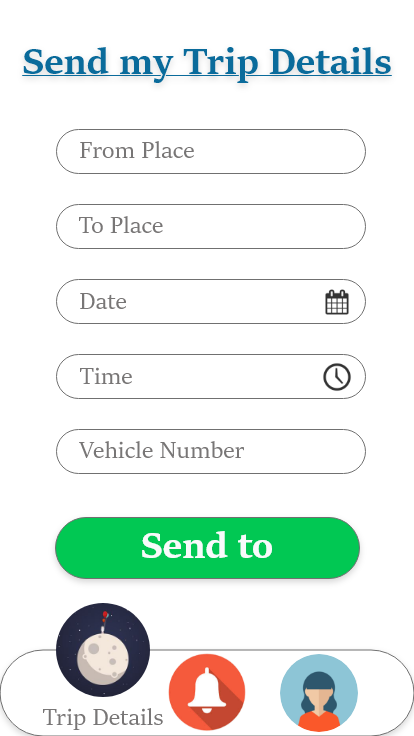 Send my Trip Details
From Place
To Place
Date
Time
Vehicle Number
Send to
Trip Details